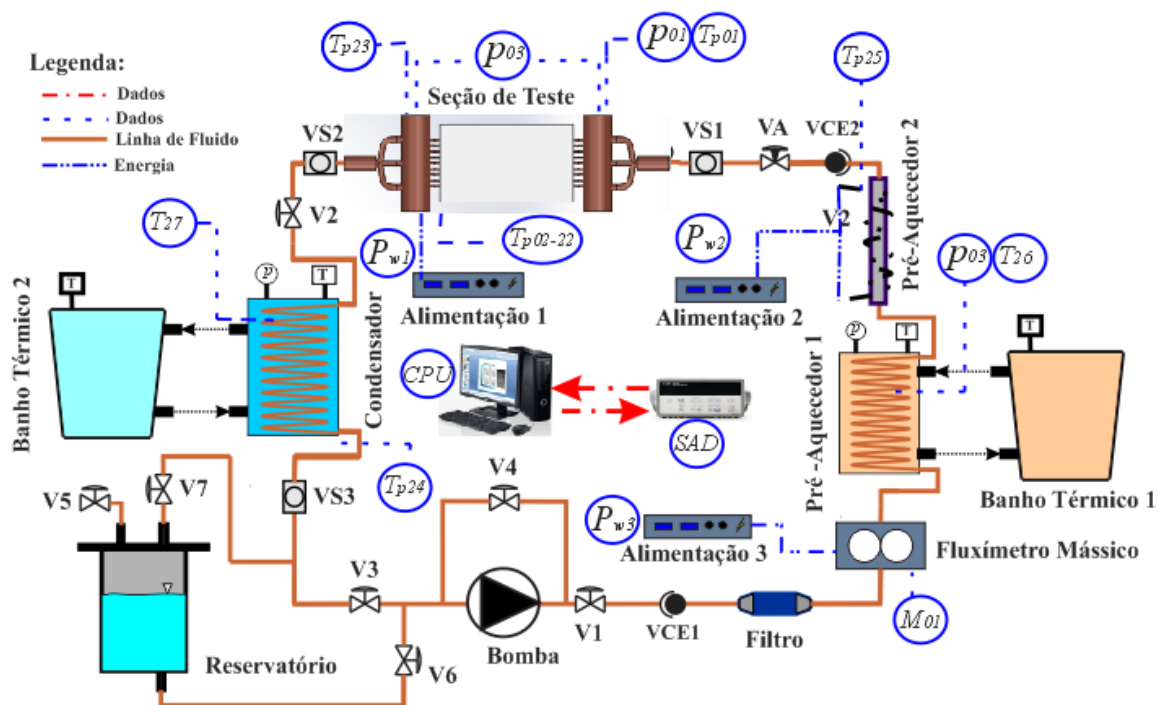 Legenda:
Dados
Dados
Linha de Fluido
Energia
Tp23
p03
p01
Tp01
Tp25
Seção de Teste
VS2
VS1
VA
VCE2
Pré-Aquecedor 2
T27
V2
Pw1
Tp02-22
Pw2
V2
p03
T26
T
p
T
Alimentação 1
Alimentação 2
p
T
T
Banho Térmico 2
Condensador
CPU
SAD
Pré -Aquecedor 1
Banho Térmico 1
V5
V7
VS3
Tp24
V4
Pw3
Alimentação 3
Fluxímetro Mássico
V3
V1
VCE1
Filtro
M01
Reservatório
V6
Bomba